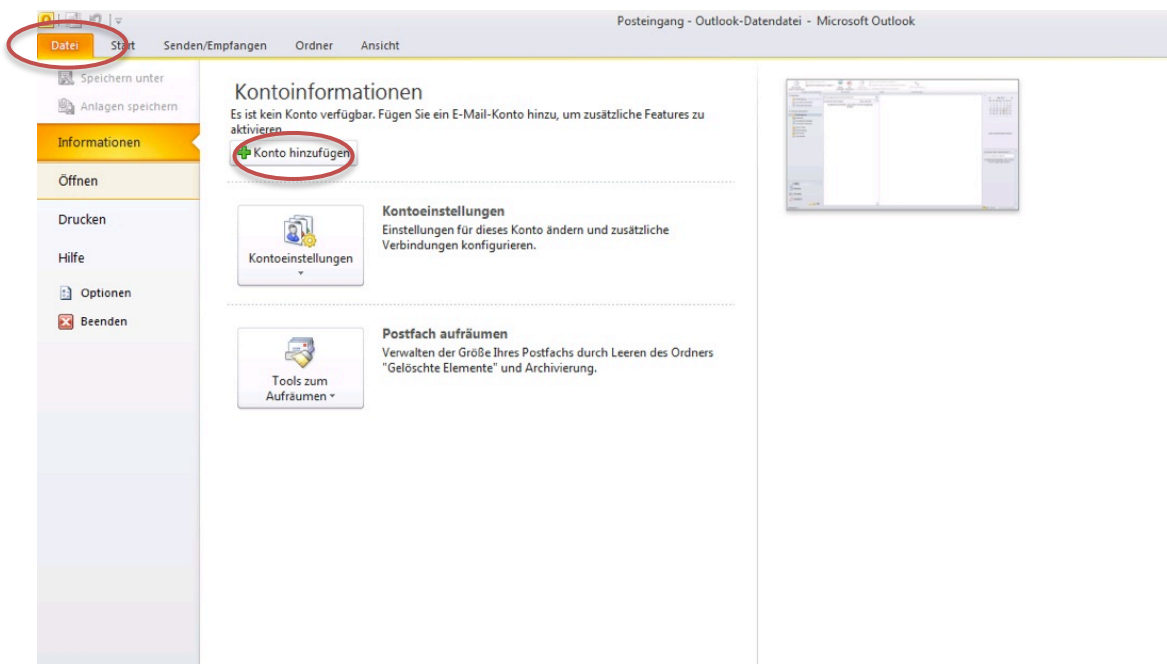 Posteingang - Outlook-Datendatei - Microsoft Outlook
Datei Start Senden/Empfangen Ordner Ansicht
Speichern unter
Anlagen speichern
Informationen
Öffnen
Drucken
Hilfe
Optionen
Beenden
Kontoinformationen
Es ist kein Konto verfügbar. Fügen Sie ein E-Mail-Konto hinzu, um zusätzliche Features zu
aktivieren.
Konto hinzufügen
Kontoeinstellungen
Kontoeinstellungen
Einstellungen für dieses Konto ändern und zusätzliche
Verbindungen konfigurieren.
Tools zum
Aufräumen
Postfach aufräumen
Verwalten der Größe Ihres Postfachs durch Leeren des Ordners
"Gelöschte Elemente" und Archivierung.